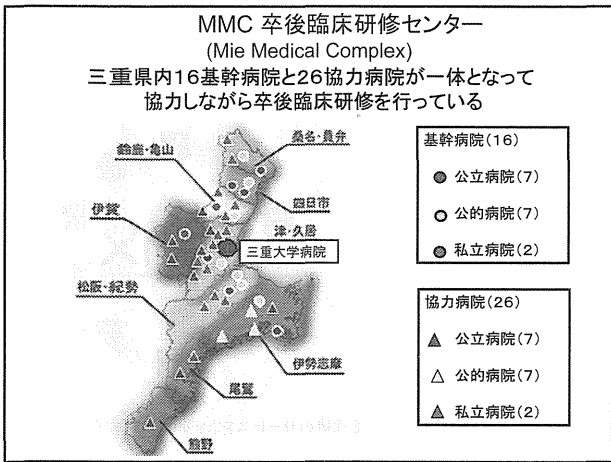 MMC 卒後臨床研修センター
(Mie Medical Complex)
三重県内16基幹病院と26協力病院が一体となって
協力しながら卒後臨床研修を行っている
桑名・員弁
鈴鹿・亀山
四日市
伊賀
津・久居
三重大学病院
松阪・紀勢
伊勢志摩
尾鷲
熊野
基幹病院(16)
公立病院(7)
公的病院(7)
私立病院(2)
協力病院(26)
公立病院(7)
公的病院(7)
私立病院(2)